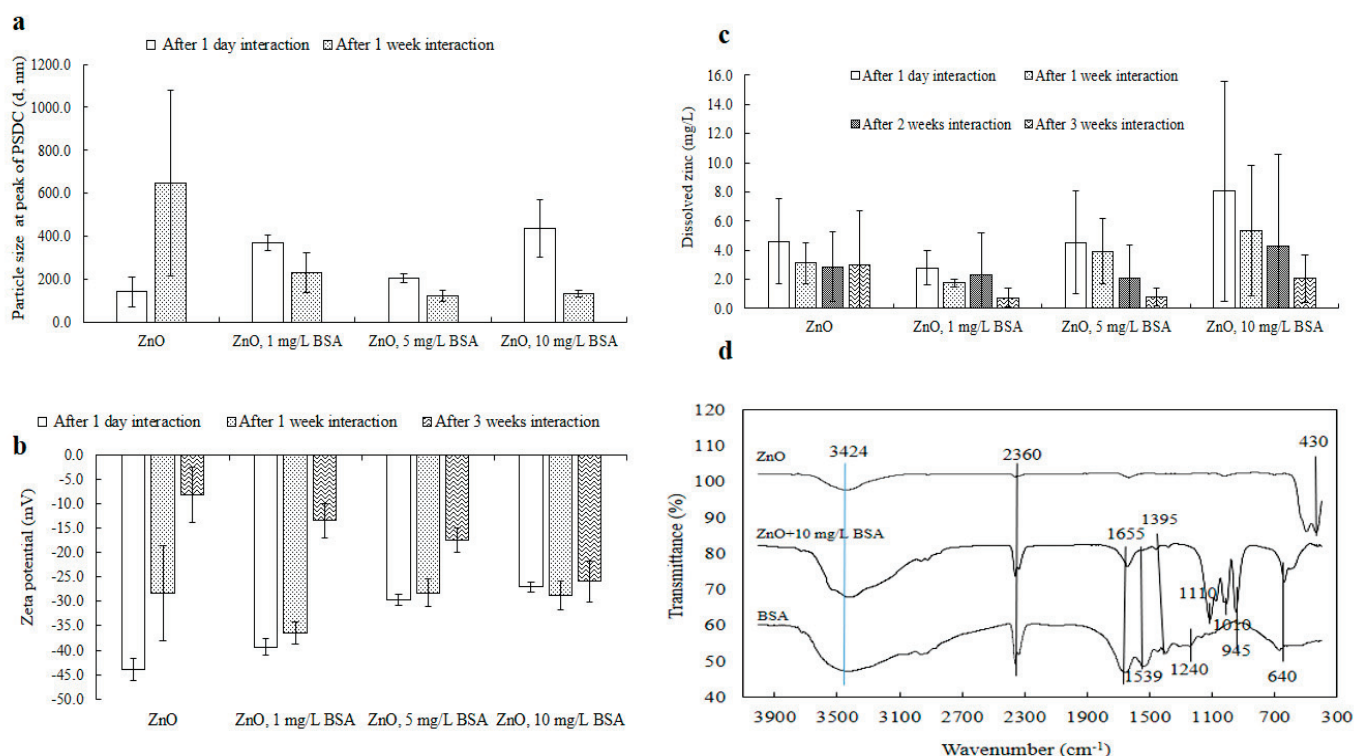 a
After 1 day interaction After 1 week interaction
Particle size at peak of PSDC (d, nm)
1200.0
1000.0
800.0
600.0
400.0
200.0
0.0
ZnO ZnO, 1 mg/L BSA ZnO, 5 mg/L BSA ZnO, 10 mg/L BSA
c
After 1 day interaction After 1 week interaction
After 2 weeks interaction After 3 weeks interaction
Dissolved zinc (mg/L)
16.0
14.0
12.0
10.0
8.0
6.0
4.0
2.0
0.0
ZnO ZnO, 1 mg/L BSA ZnO, 5 mg/L BSA ZnO, 10 mg/L BSA
b
After 1 day interaction After 1 week interaction After 3 weeks interaction
Zeta potential (mV)
0.0
-5.0
-10.0
-15.0
-20.0
-25.0
-30.0
-35.0
-40.0
-45.0
-50.0
ZnO ZnO, 1 mg/L BSA ZnO, 5 mg/L BSA ZnO, 10 mg/L BSA
d
Transmittance (%)
120
110
100
90
80
70
60
50
40
ZnO
3424
2360
430
ZnO+10 mg/L BSA
1655
1395
1110
1010
BSA
945
1539
1240
640
3900 3500 3100 2700 2300 1900 1500 1100 700 300
Wavenumber (cm⁻¹)